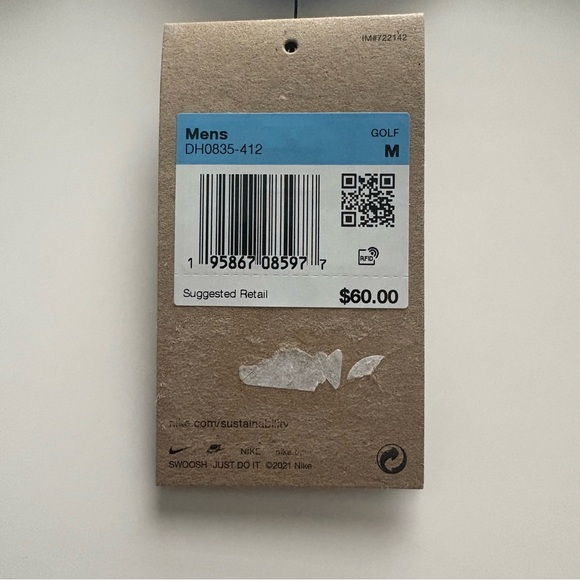 IM#722142
Mens GOLF
DH0835-412 M
RFID
1 95867 08597 7
Suggested Retail $60.00
nike.com/sustainability
NIKE nike
SWOOSH JUST DO IT ©2021 Nike